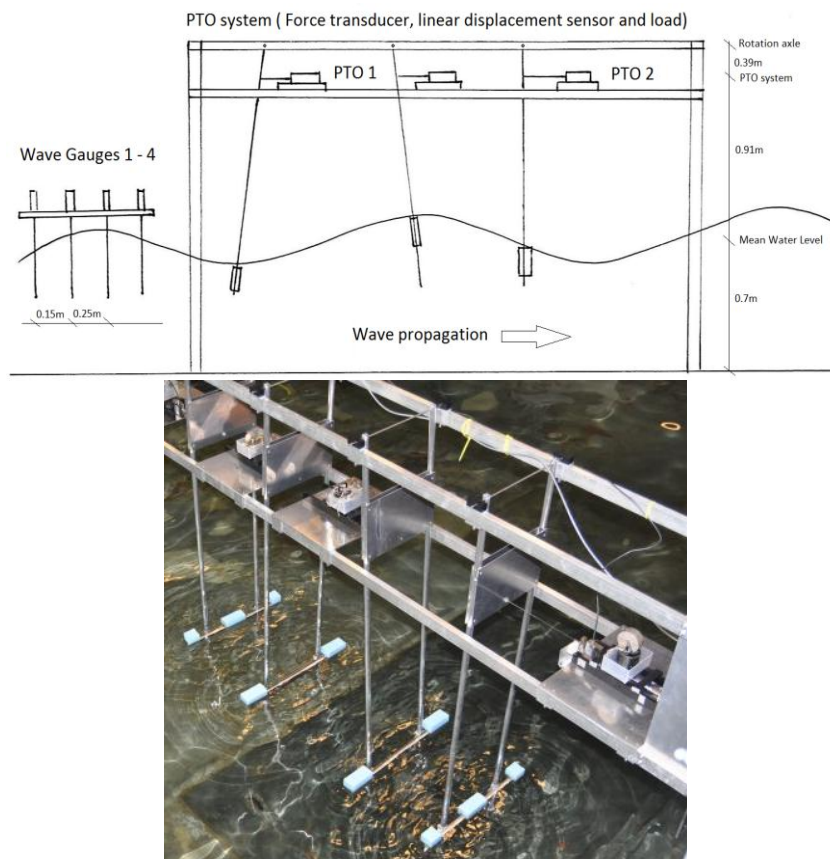 PTO system ( Force transducer, linear displacement sensor and load)
Rotation axle
0.39m
PTO 1
PTO 2
PTO system
0.91m
Wave Gauges 1 - 4
Mean Water Level
0.15m
0.25m
0.7m
Wave propagation